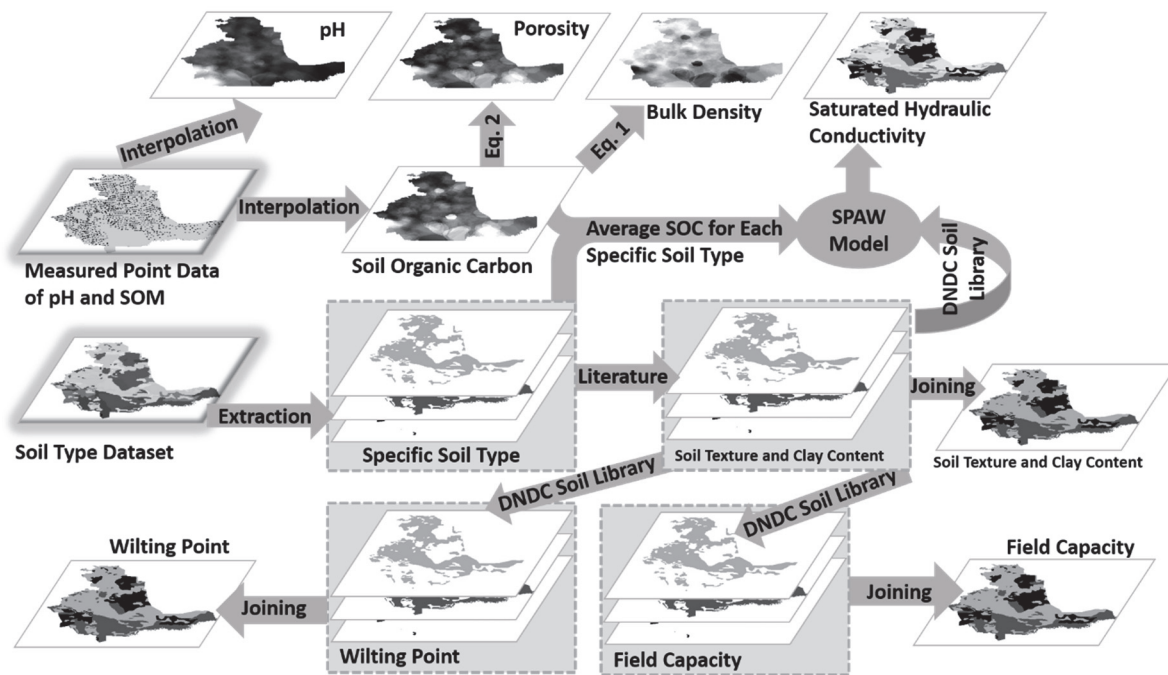 pH
Porosity
Bulk Density
Saturated Hydraulic
Conductivity
Interpolation
Eq. 2
Eq. 1
Interpolation
Measured Point Data
of pH and SOM
Soil Organic Carbon
Average SOC for Each
Specific Soil Type
SPAW
Model
DNDC Soil
Library
Soil Type Dataset
Extraction
Specific Soil Type
Literature
Soil Texture and Clay Content
Joining
Soil Texture and Clay Content
DNDC Soil Library
DNDC Soil Library
Wilting Point
Joining
Wilting Point
Field Capacity
Joining
Field Capacity